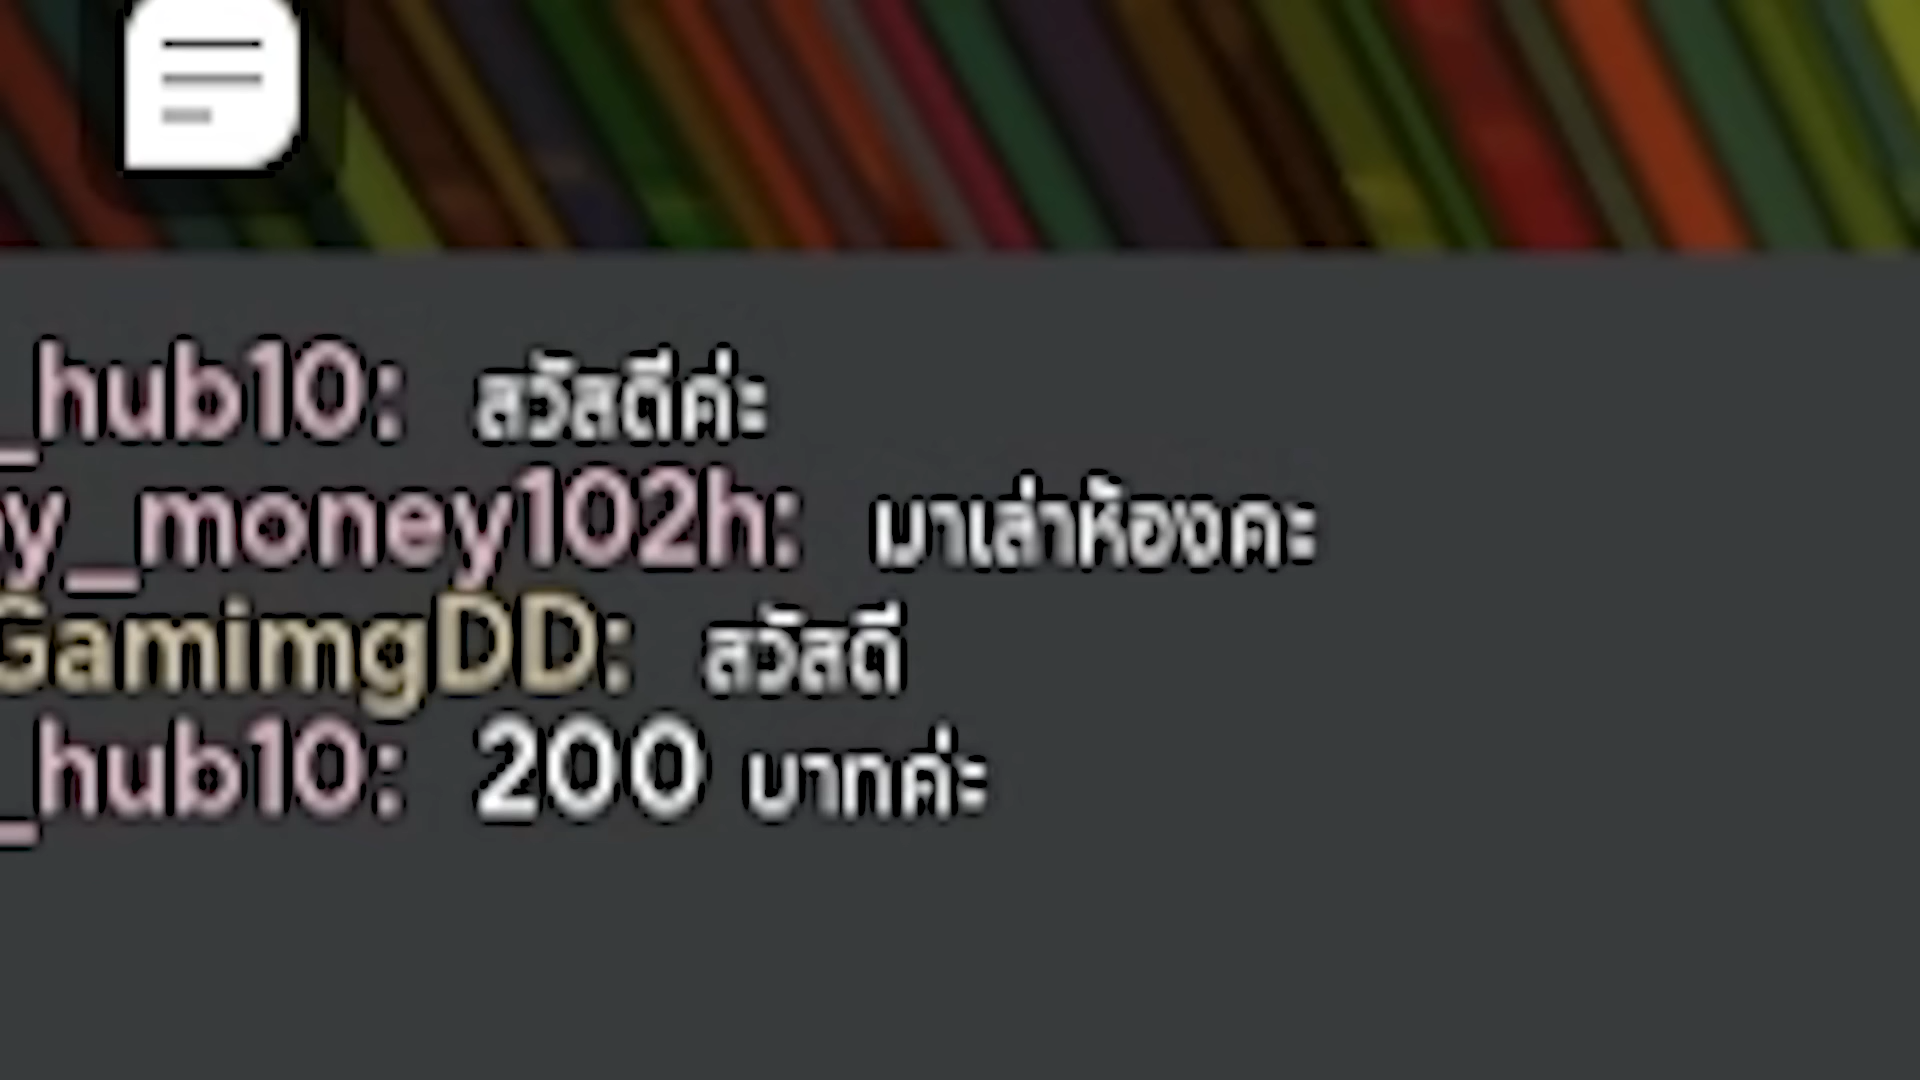 _hub10: สวัสดีค่ะ
y_money102h: มาเล่าห้องคะ
GamimgDD: สวัสดี
_hub10: 200 บาทค่ะ